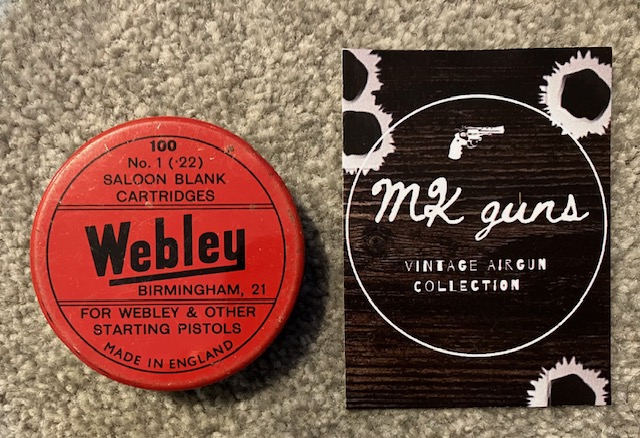 100
No. 1 (·22)
SALOON BLANK
CARTRIDGES
Webley
BIRMINGHAM, 21
FOR WEBLEY & OTHER
STARTING PISTOLS
MADE IN ENGLAND
MK guns
VINTAGE AIRGUN
COLLECTION